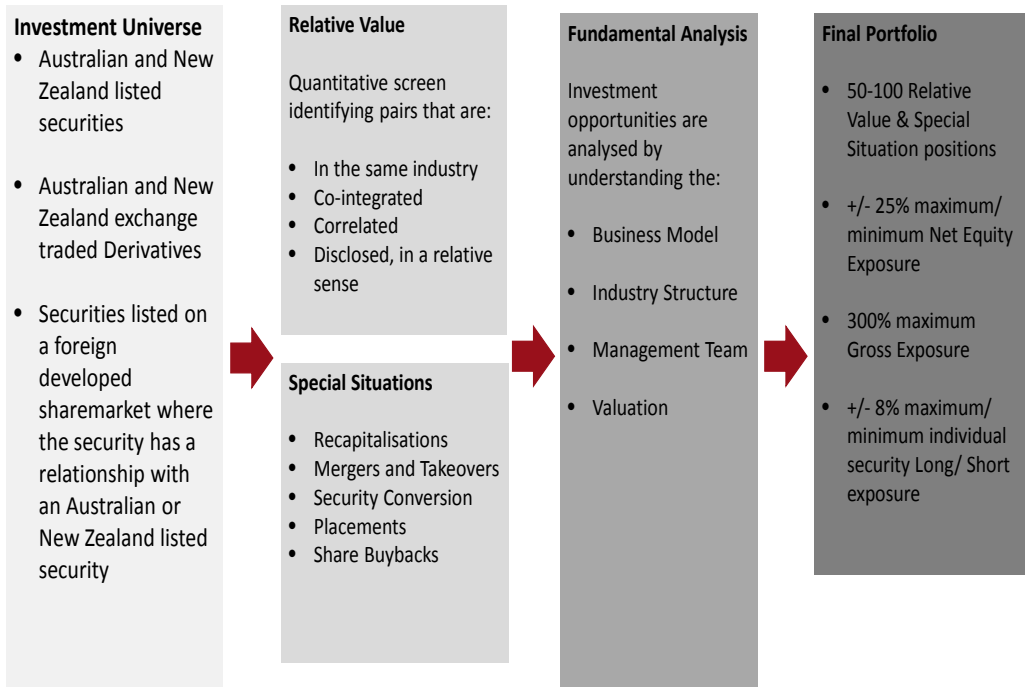 Investment Universe
• Australian and New
Zealand listed
securities
• Australian and New
Zealand exchange
traded Derivatives
• Securities listed on
a foreign
developed
sharemarket where
the security has a
relationship with
an Australian or
New Zealand listed
security
Relative Value
Quantitative screen
identifying pairs that are:
• In the same industry
• Co-integrated
• Correlated
• Disclosed, in a relative
sense
Special Situations
• Recapitalisations
• Mergers and Takeovers
• Security Conversion
• Placements
• Share Buybacks
Fundamental Analysis
Investment
opportunities are
analysed by
understanding the:
• Business Model
• Industry Structure
• Management Team
• Valuation
Final Portfolio
• 50-100 Relative
Value & Special
Situation positions
• +/- 25% maximum/
minimum Net Equity
Exposure
• 300% maximum
Gross Exposure
• +/- 8% maximum/
minimum individual
security Long/ Short
exposure